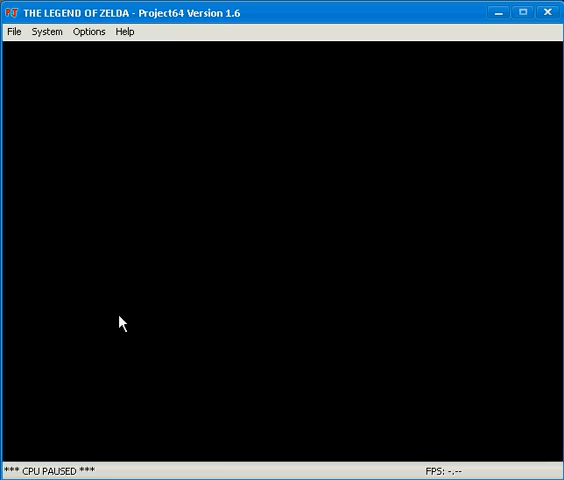 THE LEGEND OF ZELDA - Project64 Version 1.6
File System Options Help
*** CPU PAUSED *** FPS: -.--